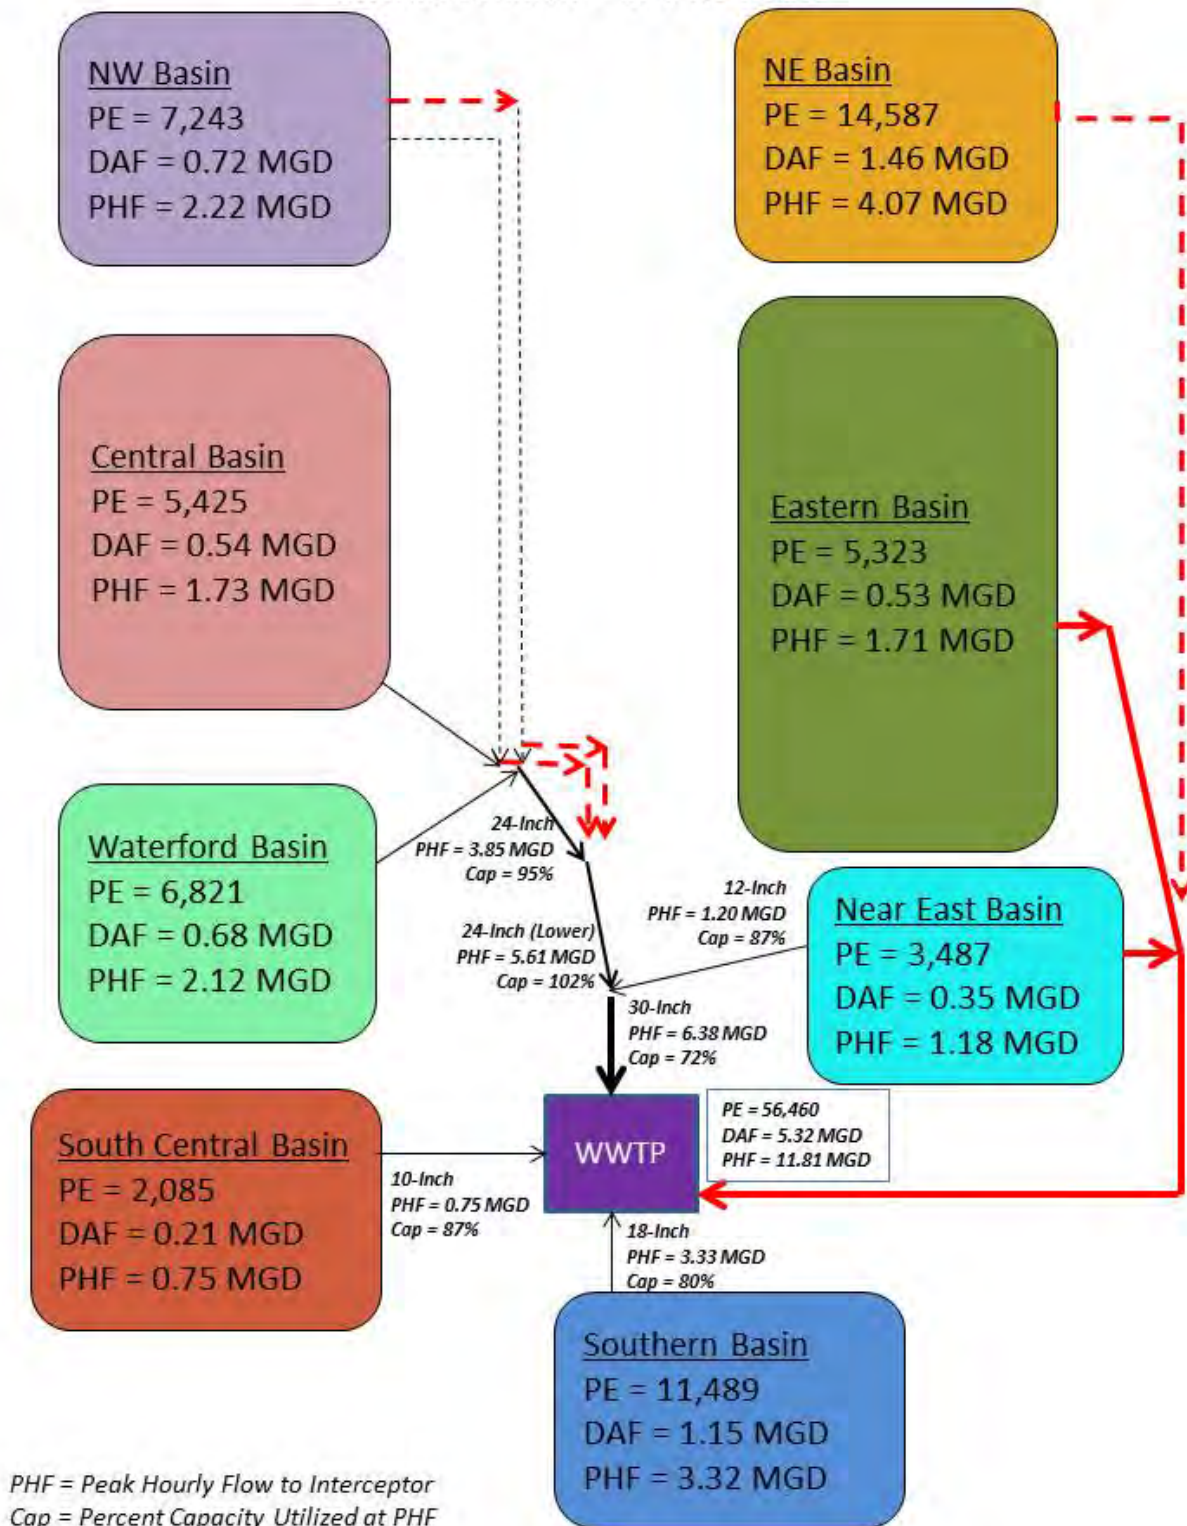 NW Basin
PE = 7,243
DAF = 0.72 MGD
PHF = 2.22 MGD
NE Basin
PE = 14,587
DAF = 1.46 MGD
PHF = 4.07 MGD
Central Basin
PE = 5,425
DAF = 0.54 MGD
PHF = 1.73 MGD
Eastern Basin
PE = 5,323
DAF = 0.53 MGD
PHF = 1.71 MGD
Waterford Basin
PE = 6,821
DAF = 0.68 MGD
PHF = 2.12 MGD
24-Inch
PHF = 3.85 MGD
Cap = 95%
24-Inch (Lower)
PHF = 5.61 MGD
Cap = 102%
12-Inch
PHF = 1.20 MGD
Cap = 87%
Near East Basin
PE = 3,487
DAF = 0.35 MGD
PHF = 1.18 MGD
30-Inch
PHF = 6.38 MGD
Cap = 72%
South Central Basin
PE = 2,085
DAF = 0.21 MGD
PHF = 0.75 MGD
10-Inch
PHF = 0.75 MGD
Cap = 87%
WWTP
PE = 56,460
DAF = 5.32 MGD
PHF = 11.81 MGD
18-Inch
PHF = 3.33 MGD
Cap = 80%
Southern Basin
PE = 11,489
DAF = 1.15 MGD
PHF = 3.32 MGD
PHF = Peak Hourly Flow to Interceptor
Cap = Percent Capacity Utilized at PHF